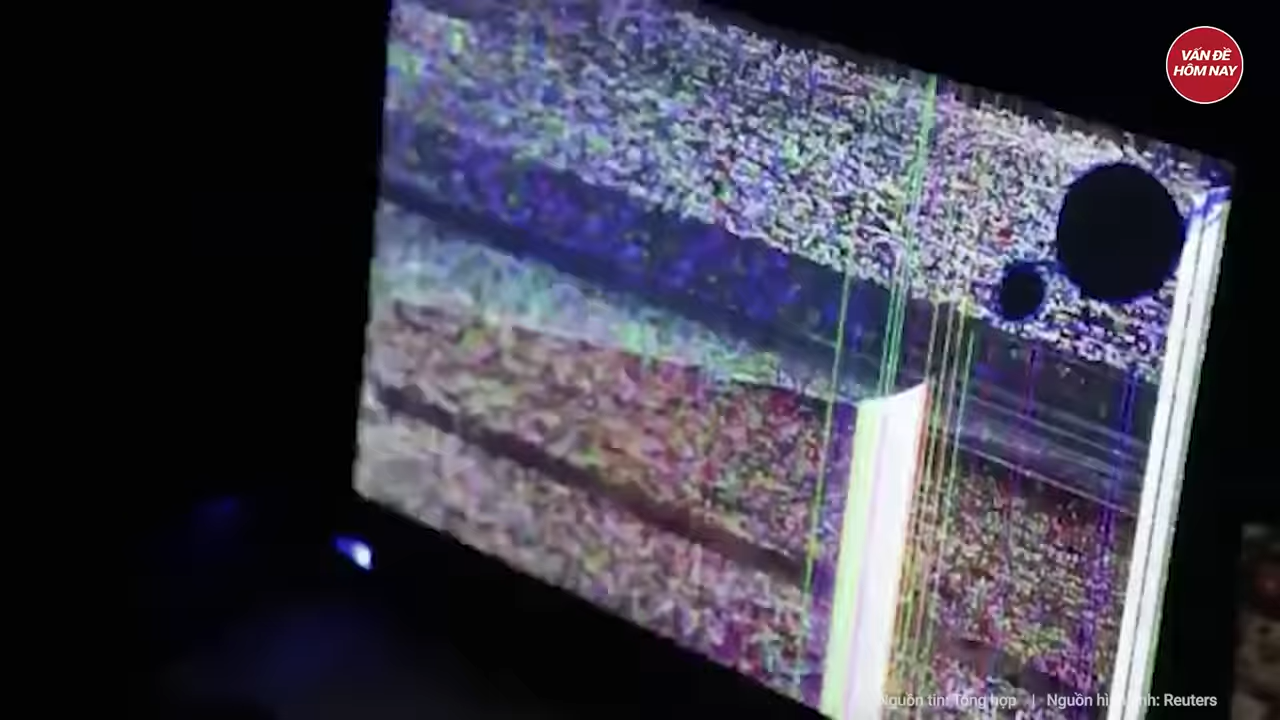 VẤN ĐỀ
HÔM NAY
Nguồn tin: Tổng hợp | Nguồn hình ảnh: Reuters